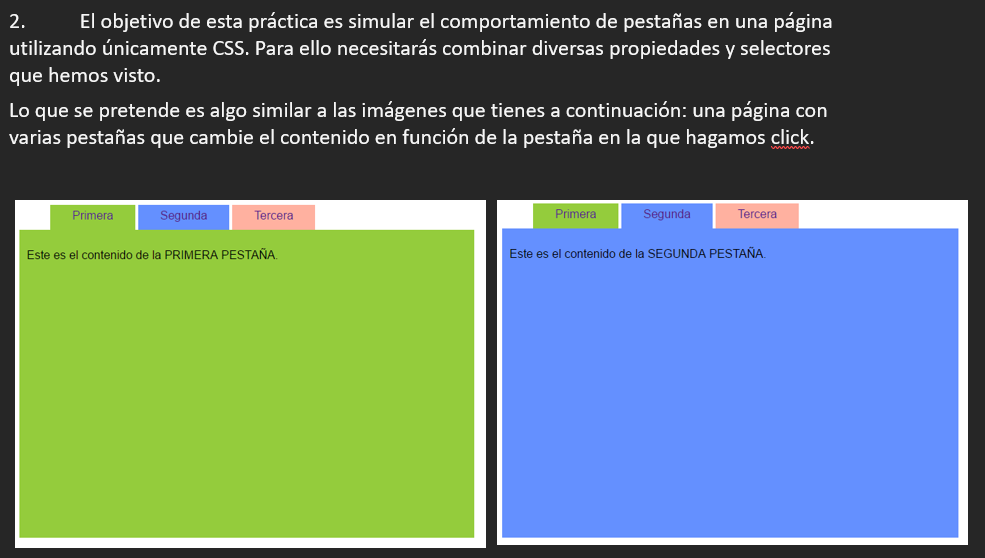 2. El objetivo de esta práctica es simular el comportamiento de pestañas en una página
utilizando únicamente CSS. Para ello necesitarás combinar diversas propiedades y selectores
que hemos visto.
Lo que se pretende es algo similar a las imágenes que tienes a continuación: una página con
varias pestañas que cambie el contenido en función de la pestaña en la que hagamos click.
Primera Segunda Tercera
Este es el contenido de la PRIMERA PESTAÑA.
Primera Segunda Tercera
Este es el contenido de la SEGUNDA PESTAÑA.